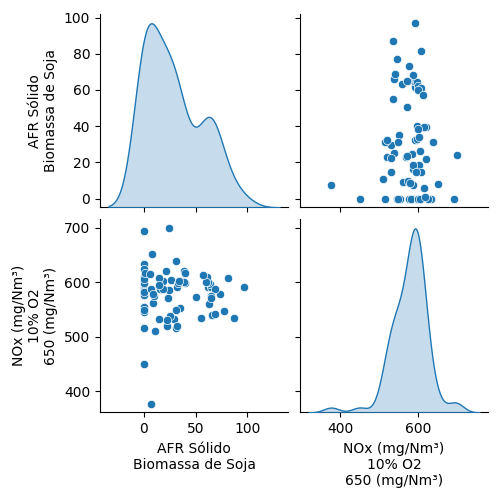 AFR Sólido
Biomassa de Soja
100
80
60
40
20
0
NOx (mg/Nm³)
10% O2
650 (mg/Nm³)
700
600
500
400
0
50
100
AFR Sólido
Biomassa de Soja
400
600
NOx (mg/Nm³)
10% O2
650 (mg/Nm³)